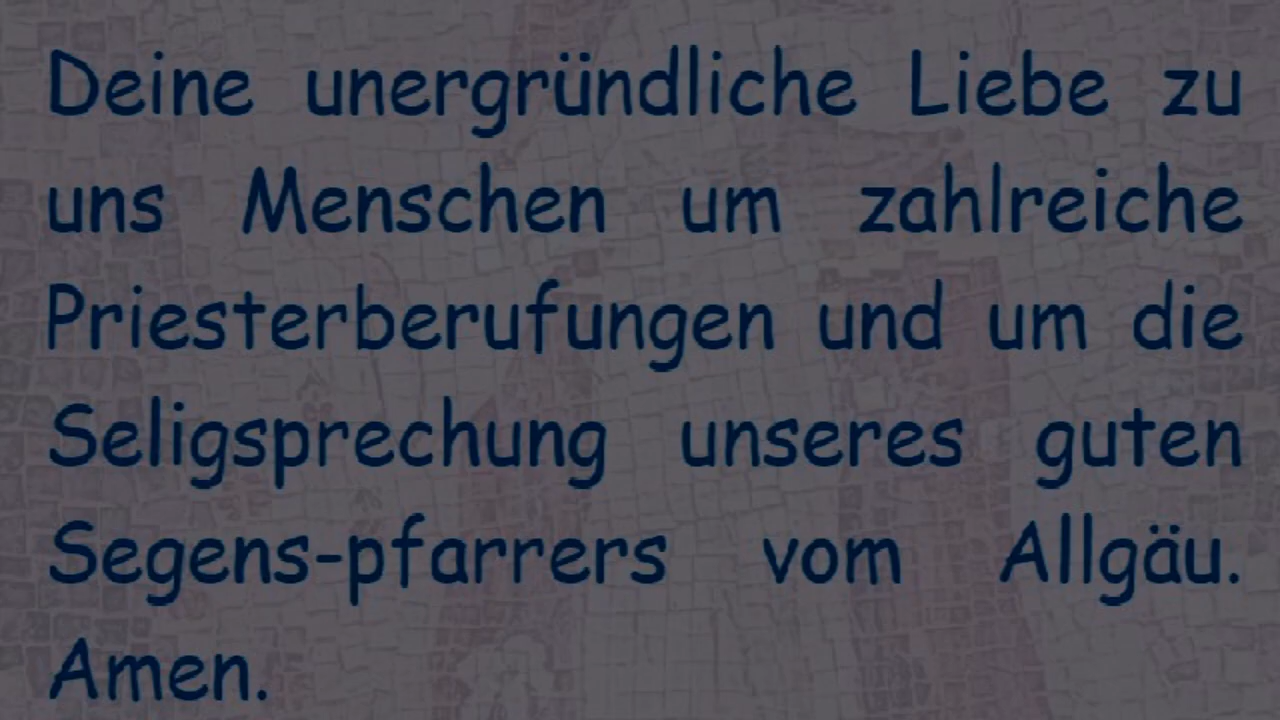 Deine unergründliche Liebe zu
uns Menschen um zahlreiche
Priesterberufungen und um die
Seligsprechung unseres guten
Segens-pfarrers vom Allgäu.
Amen.